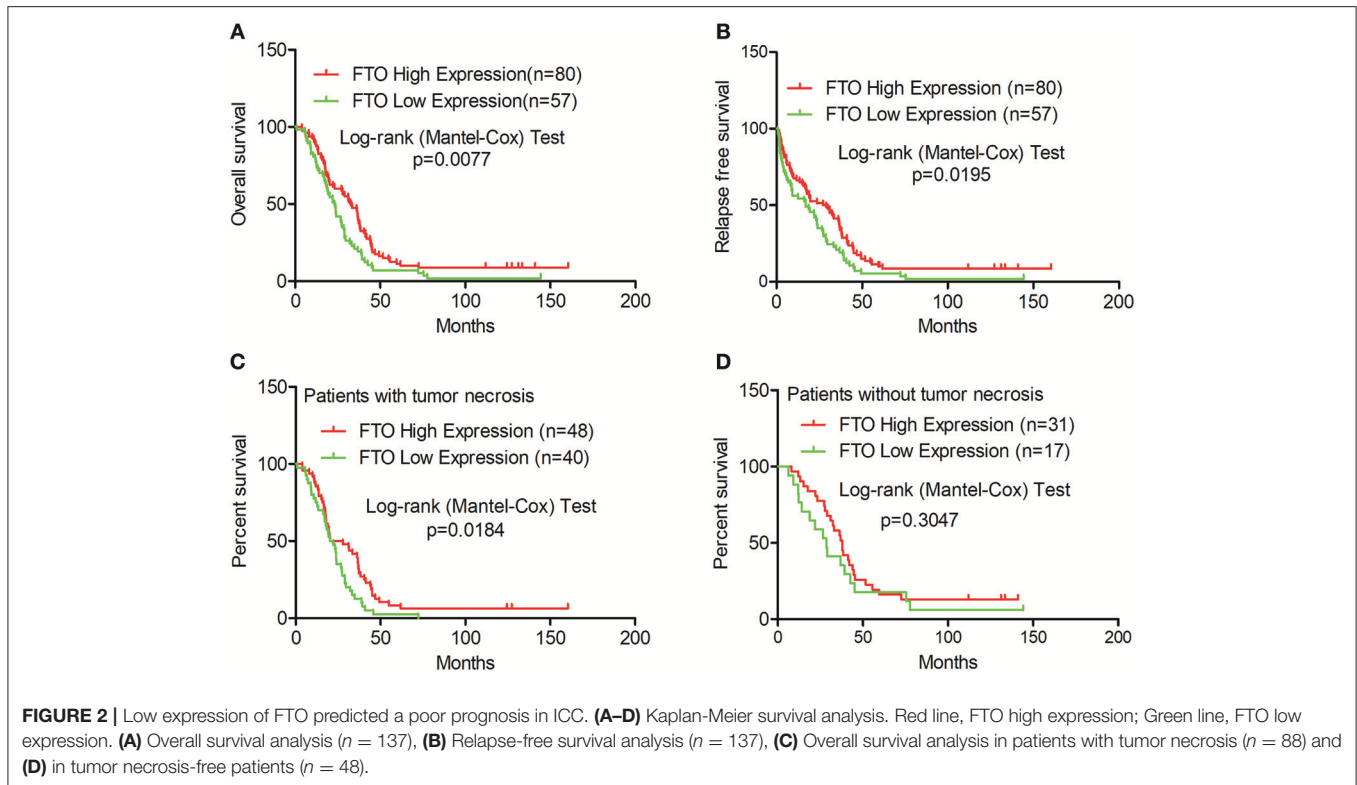 A
150
100
50
0
Overall survival
FTO High Expression(n=80)
FTO Low Expression(n=57)
Log-rank (Mantel-Cox) Test
p=0.0077
0 50 100 150 200
Months
B
150
100
50
0
Relapse free survival
FTO High Expression (n=80)
FTO Low Expression (n=57)
Log-rank (Mantel-Cox) Test
p=0.0195
0 50 100 150 200
Months
C
150
100
50
0
Percent survival
Patients with tumor necrosis
FTO High Expression (n=48)
FTO Low Expression (n=40)
Log-rank (Mantel-Cox) Test
p=0.0184
0 50 100 150 200
Months
D
150
100
50
0
Percent survival
Patients without tumor necrosis
FTO High Expression (n=31)
FTO Low Expression (n=17)
Log-rank (Mantel-Cox) Test
p=0.3047
0 50 100 150 200
Months
FIGURE 2 | Low expression of FTO predicted a poor prognosis in ICC. (A–D) Kaplan-Meier survival analysis. Red line, FTO high expression; Green line, FTO low
expression. (A) Overall survival analysis (n = 137), (B) Relapse-free survival analysis (n = 137), (C) Overall survival analysis in patients with tumor necrosis (n = 88) and
(D) in tumor necrosis-free patients (n = 48).